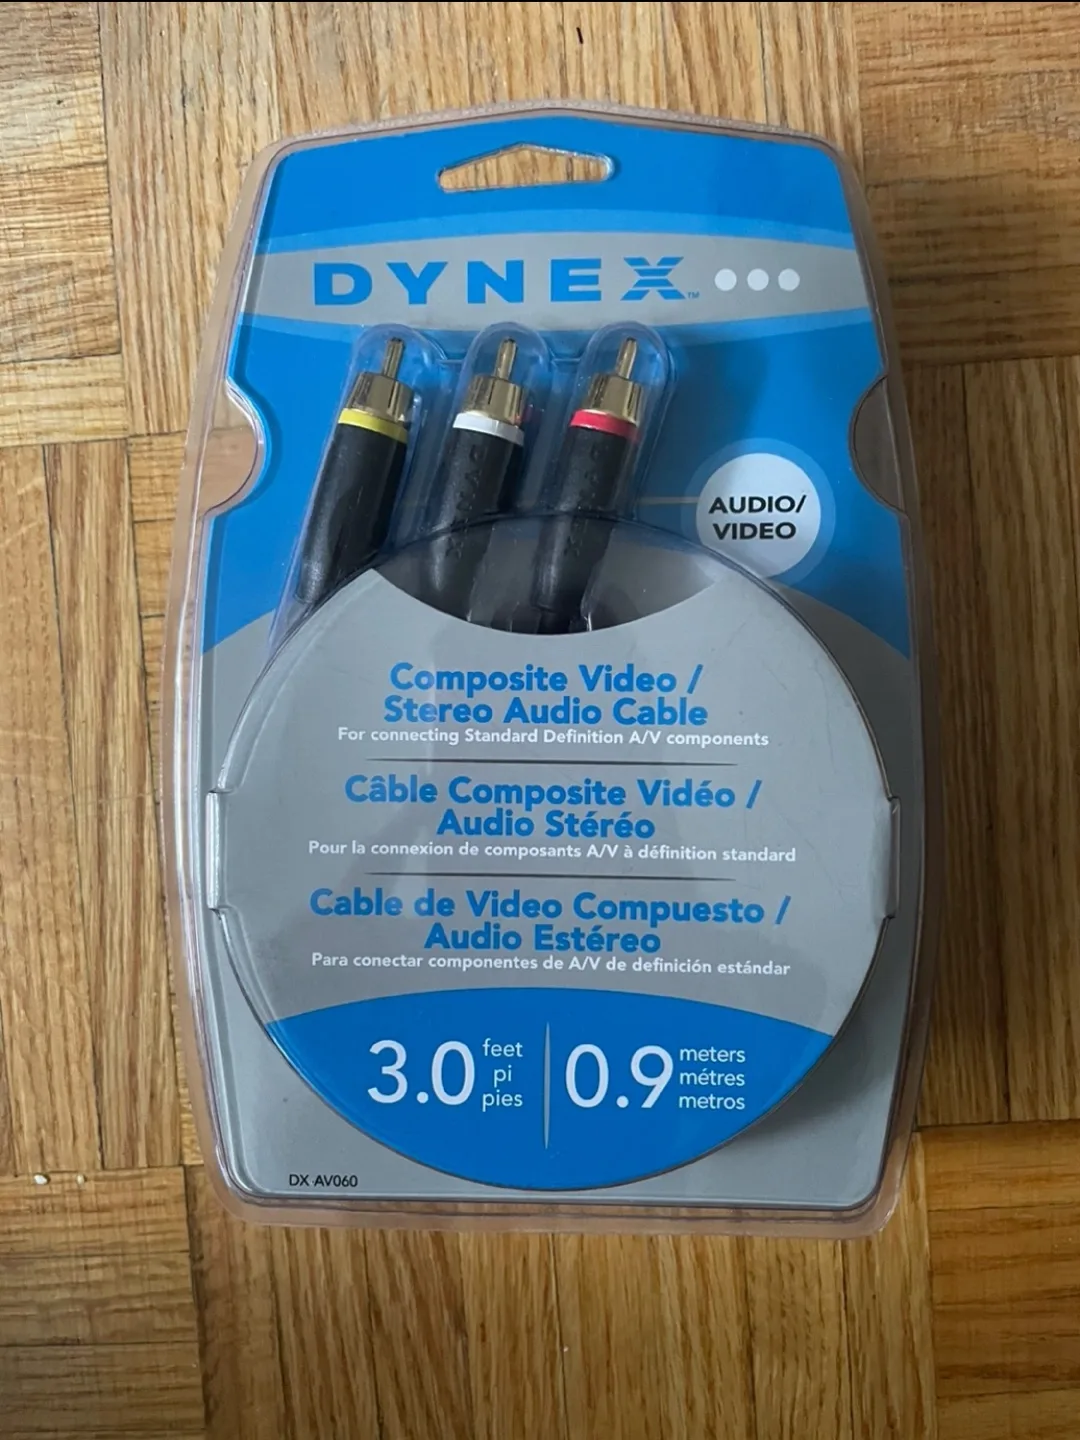 DYNEX™
AUDIO/
VIDEO
Composite Video /
Stereo Audio Cable
For connecting Standard Definition A/V components
Câble Composite Vidéo /
Audio Stéréo
Pour la connexion de composants A/V à définition standard
Cable de Video Compuesto /
Audio Estéreo
Para conectar componentes de A/V de definición estándar
3.0 feet pi pies
0.9 meters métres metros
DX-AV060